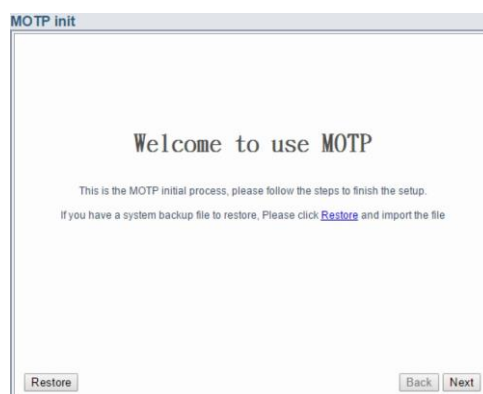 MOTP init
Welcome to use MOTP
This is the MOTP initial process, please follow the steps to finish the setup.
If you have a system backup file to restore, Please click Restore and import the file
Restore
Back
Next